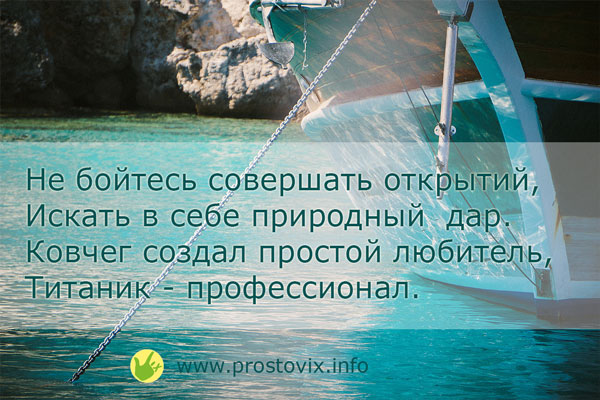 Не бойтесь совершать открытий,
Искать в себе природный дар.
Ковчег создал простой любитель,
Титаник - профессионал.
www.prostovix.info